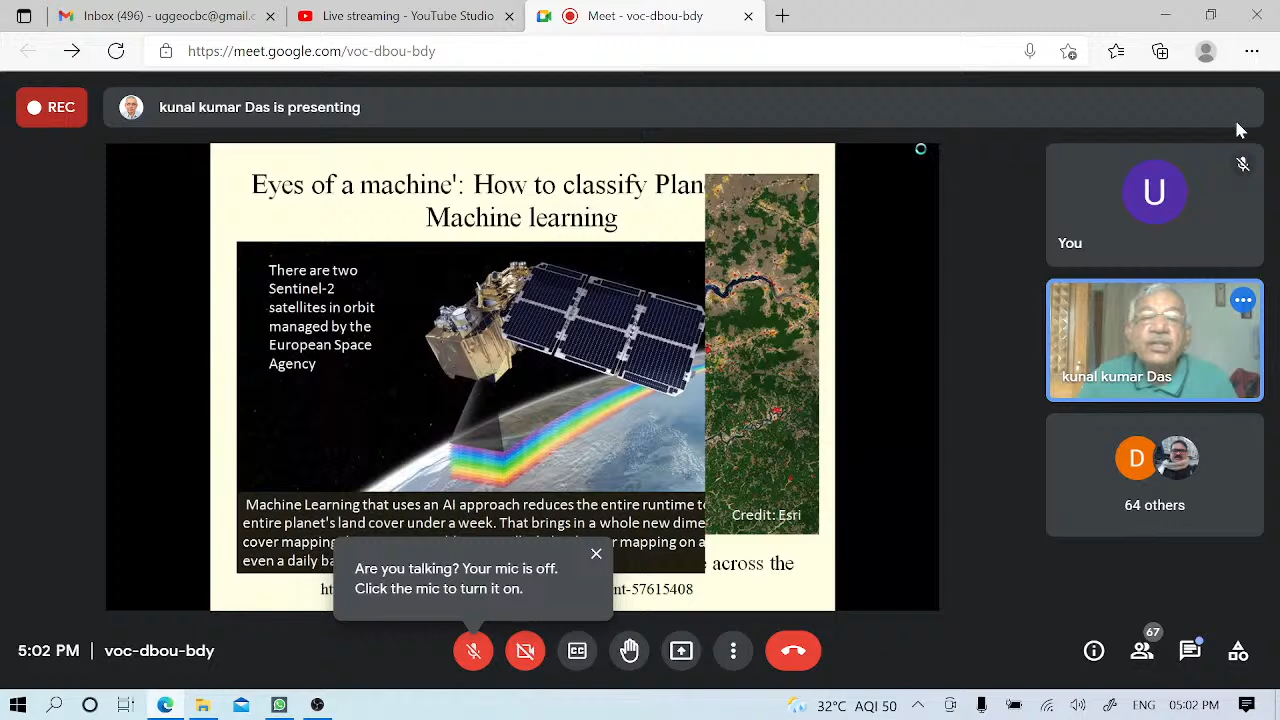 Inbox (496) - uggeocbc@gmail.c
Live streaming - YouTube Studio
Meet - voc-dbou-bdy
https://meet.google.com/voc-dbou-bdy
REC
kunal kumar Das is presenting
Eyes of a machine': How to classify
Machine learning
There are two
Sentinel-2
satellites in orbit
managed by the
European Space
Agency
Machine Learning that uses an AI approach reduces the entire runtime
entire planet's land cover under a week. That brings in a whole new
cover mapping
mapping on
even a daily
Credit: Esri
across the
57615408
Are you talking? Your mic is off.
Click the mic to turn it on.
U
You
kunal kumar Das
D
64 others
5:02 PM
voc-dbou-bdy
67
32°C AQI 50
ENG
05:02 PM